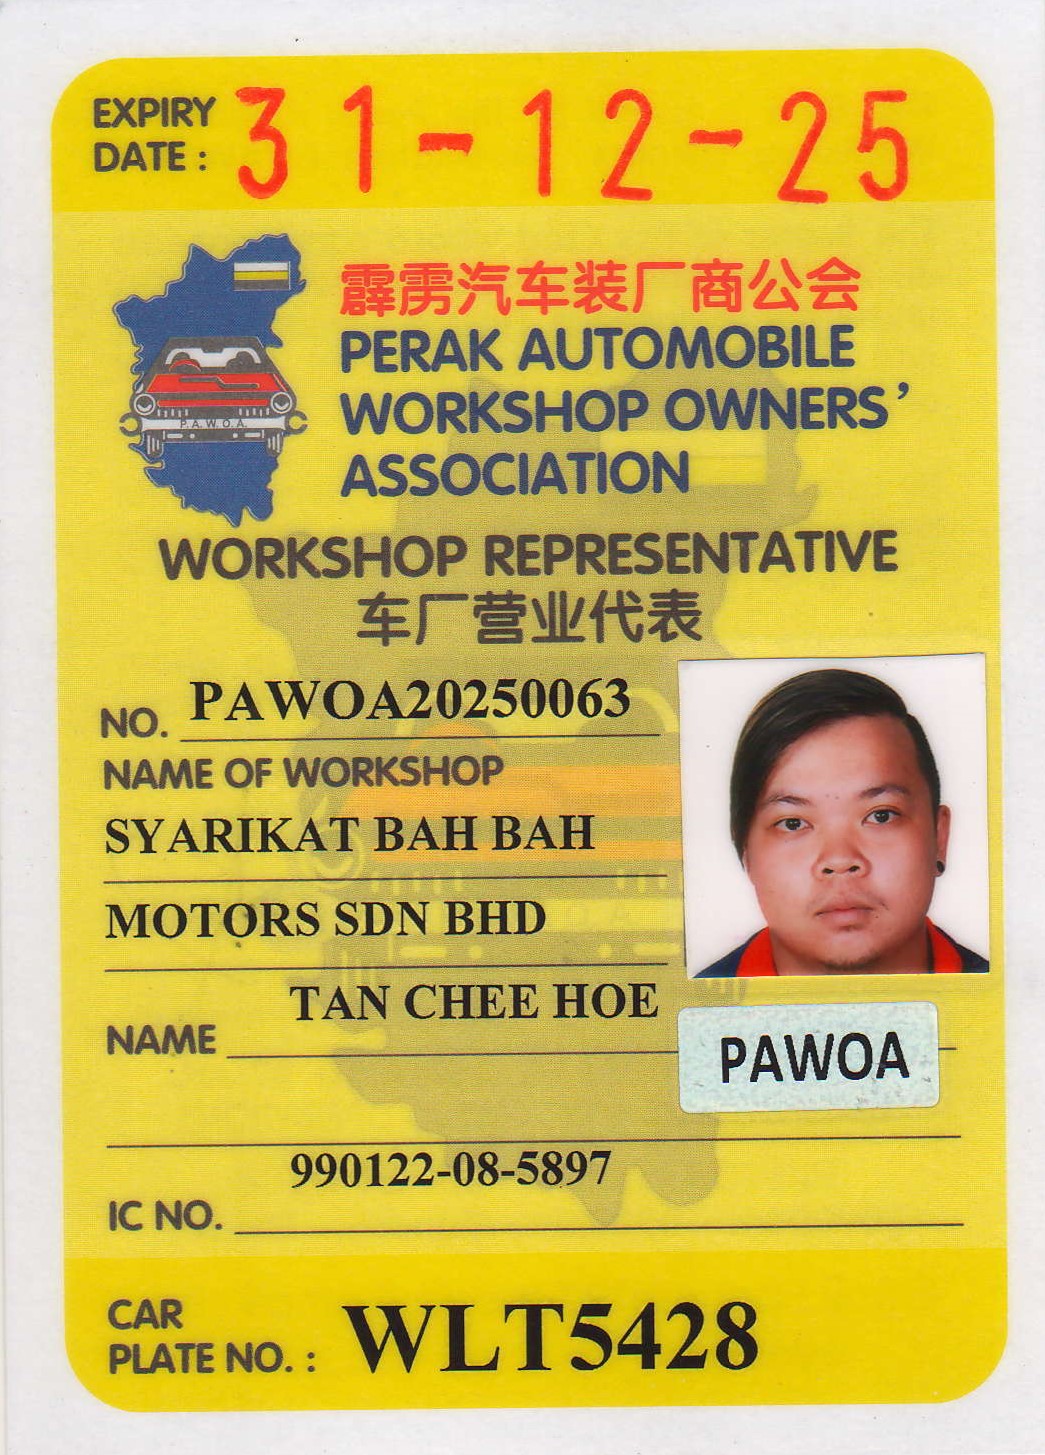 EXPIRY
DATE : 31-12-25
霹雳汽车装厂商公会
PERAK AUTOMOBILE
WORKSHOP OWNERS’
ASSOCIATION
P.A.W.O.A.
WORKSHOP REPRESENTATIVE
车厂营业代表
NO. PAWOA20250063
NAME OF WORKSHOP
SYARIKAT BAH BAH
MOTORS SDN BHD
NAME TAN CHEE HOE
PAWOA
IC NO. 990122-08-5897
CAR
PLATE NO. : WLT5428